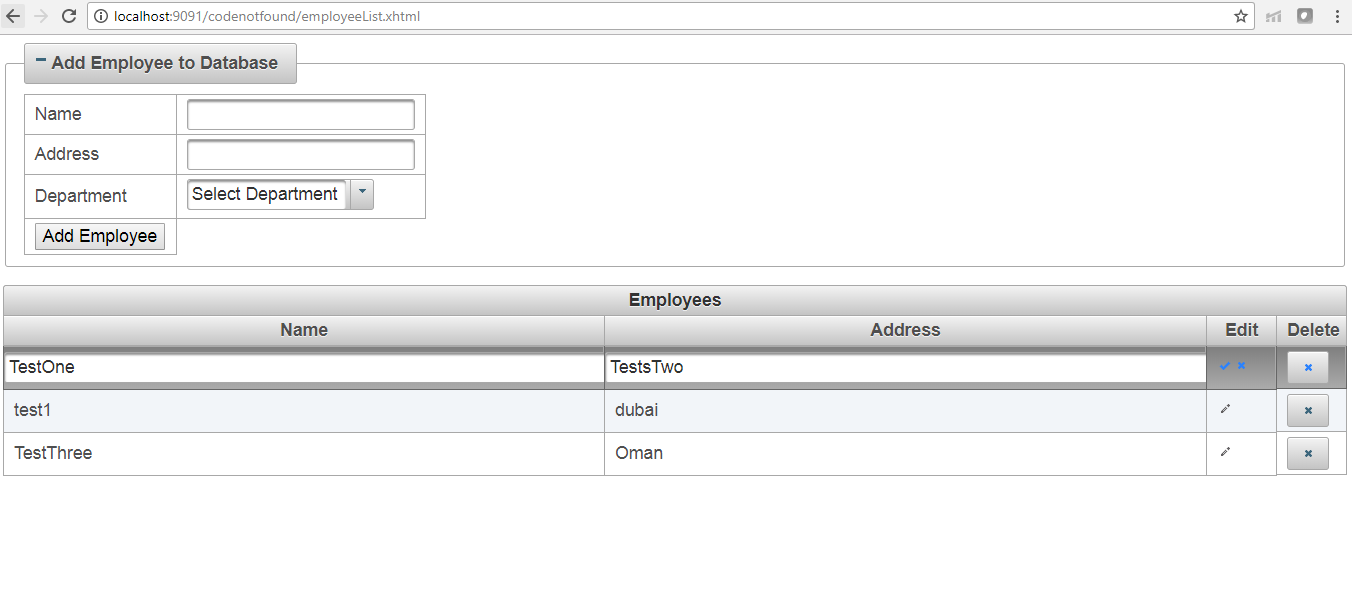 localhost:9091/codenotfound/employeeList.xhtml
Add Employee to Database
Name
Address
Department Select Department
Add Employee
Employees
Name Address Edit Delete
TestOne TestsTwo
test1 dubai
TestThree Oman